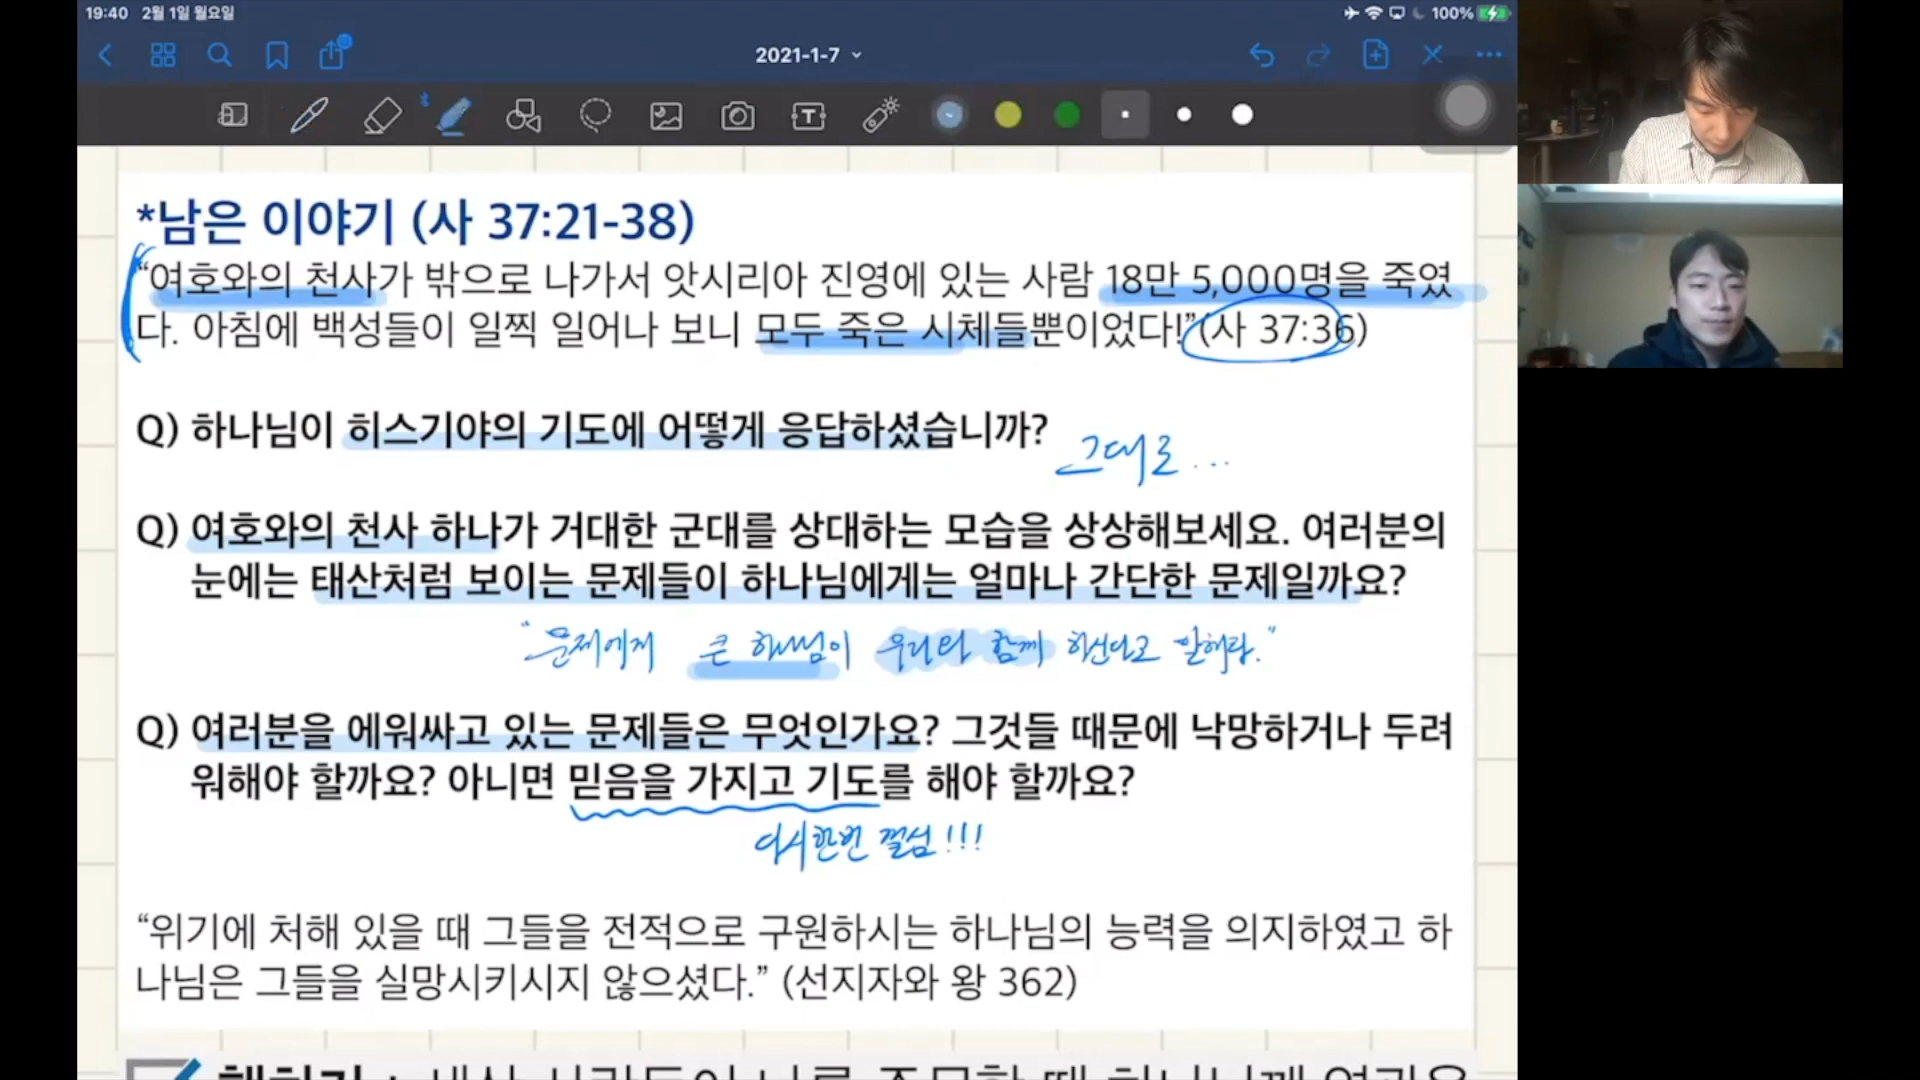 19:40 2월 1일 월요일
100%
2021-1-7
T
*남은 이야기 (사 37:21-38)
“여호와의 천사가 밖으로 나가서 앗시리아 진영에 있는 사람 18만 5,000명을 죽였
다. 아침에 백성들이 일찍 일어나 보니 모두 죽은 시체들뿐이었다!”(사 37:36)
Q) 하나님이 히스기야의 기도에 어떻게 응답하셨습니까?
그대로...
Q) 여호와의 천사 하나가 거대한 군대를 상대하는 모습을 상상해보세요. 여러분의
눈에는 태산처럼 보이는 문제들이 하나님에게는 얼마나 간단한 문제일까요?
“문제에게 큰 하나님이 우리와 함께 하신다고 말해라.”
Q) 여러분을 에워싸고 있는 문제들은 무엇인가요? 그것들 때문에 낙망하거나 두려
워해야 할까요? 아니면 믿음을 가지고 기도를 해야 할까요?
다시한번 결심!!!
“위기에 처해 있을 때 그들을 전적으로 구원하시는 하나님의 능력을 의지하였고 하
나님은 그들을 실망시키시지 않으셨다.” (선지자와 왕 362)